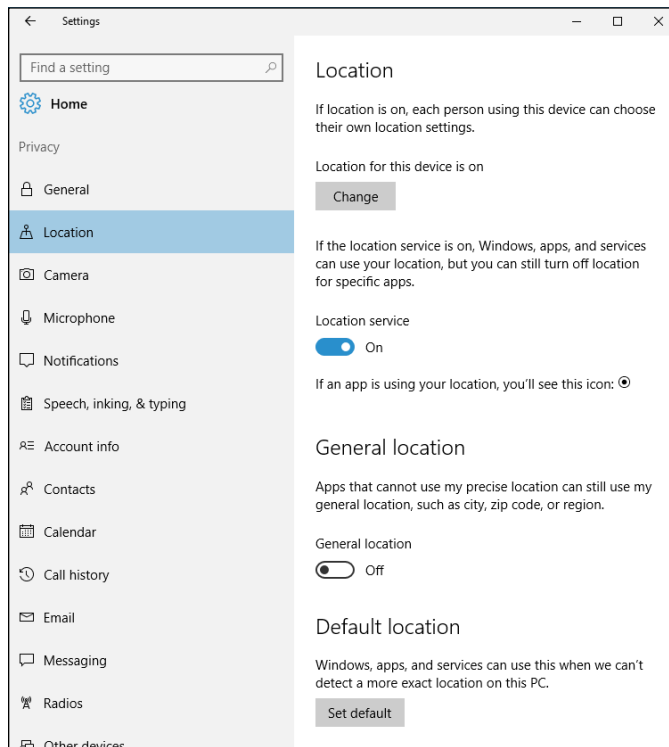 Settings
Find a setting
Home
Privacy
General
Location
Camera
Microphone
Notifications
Speech, inking, & typing
Account info
Contacts
Calendar
Call history
Email
Messaging
Radios
Other devices
Location
If location is on, each person using this device can choose
their own location settings.
Location for this device is on
Change
If the location service is on, Windows, apps, and services
can use your location, but you can still turn off location
for specific apps.
Location service
On
If an app is using your location, you'll see this icon:
General location
Apps that cannot use my precise location can still use my
general location, such as city, zip code, or region.
General location
Off
Default location
Windows, apps, and services can use this when we can't
detect a more exact location on this PC.
Set default